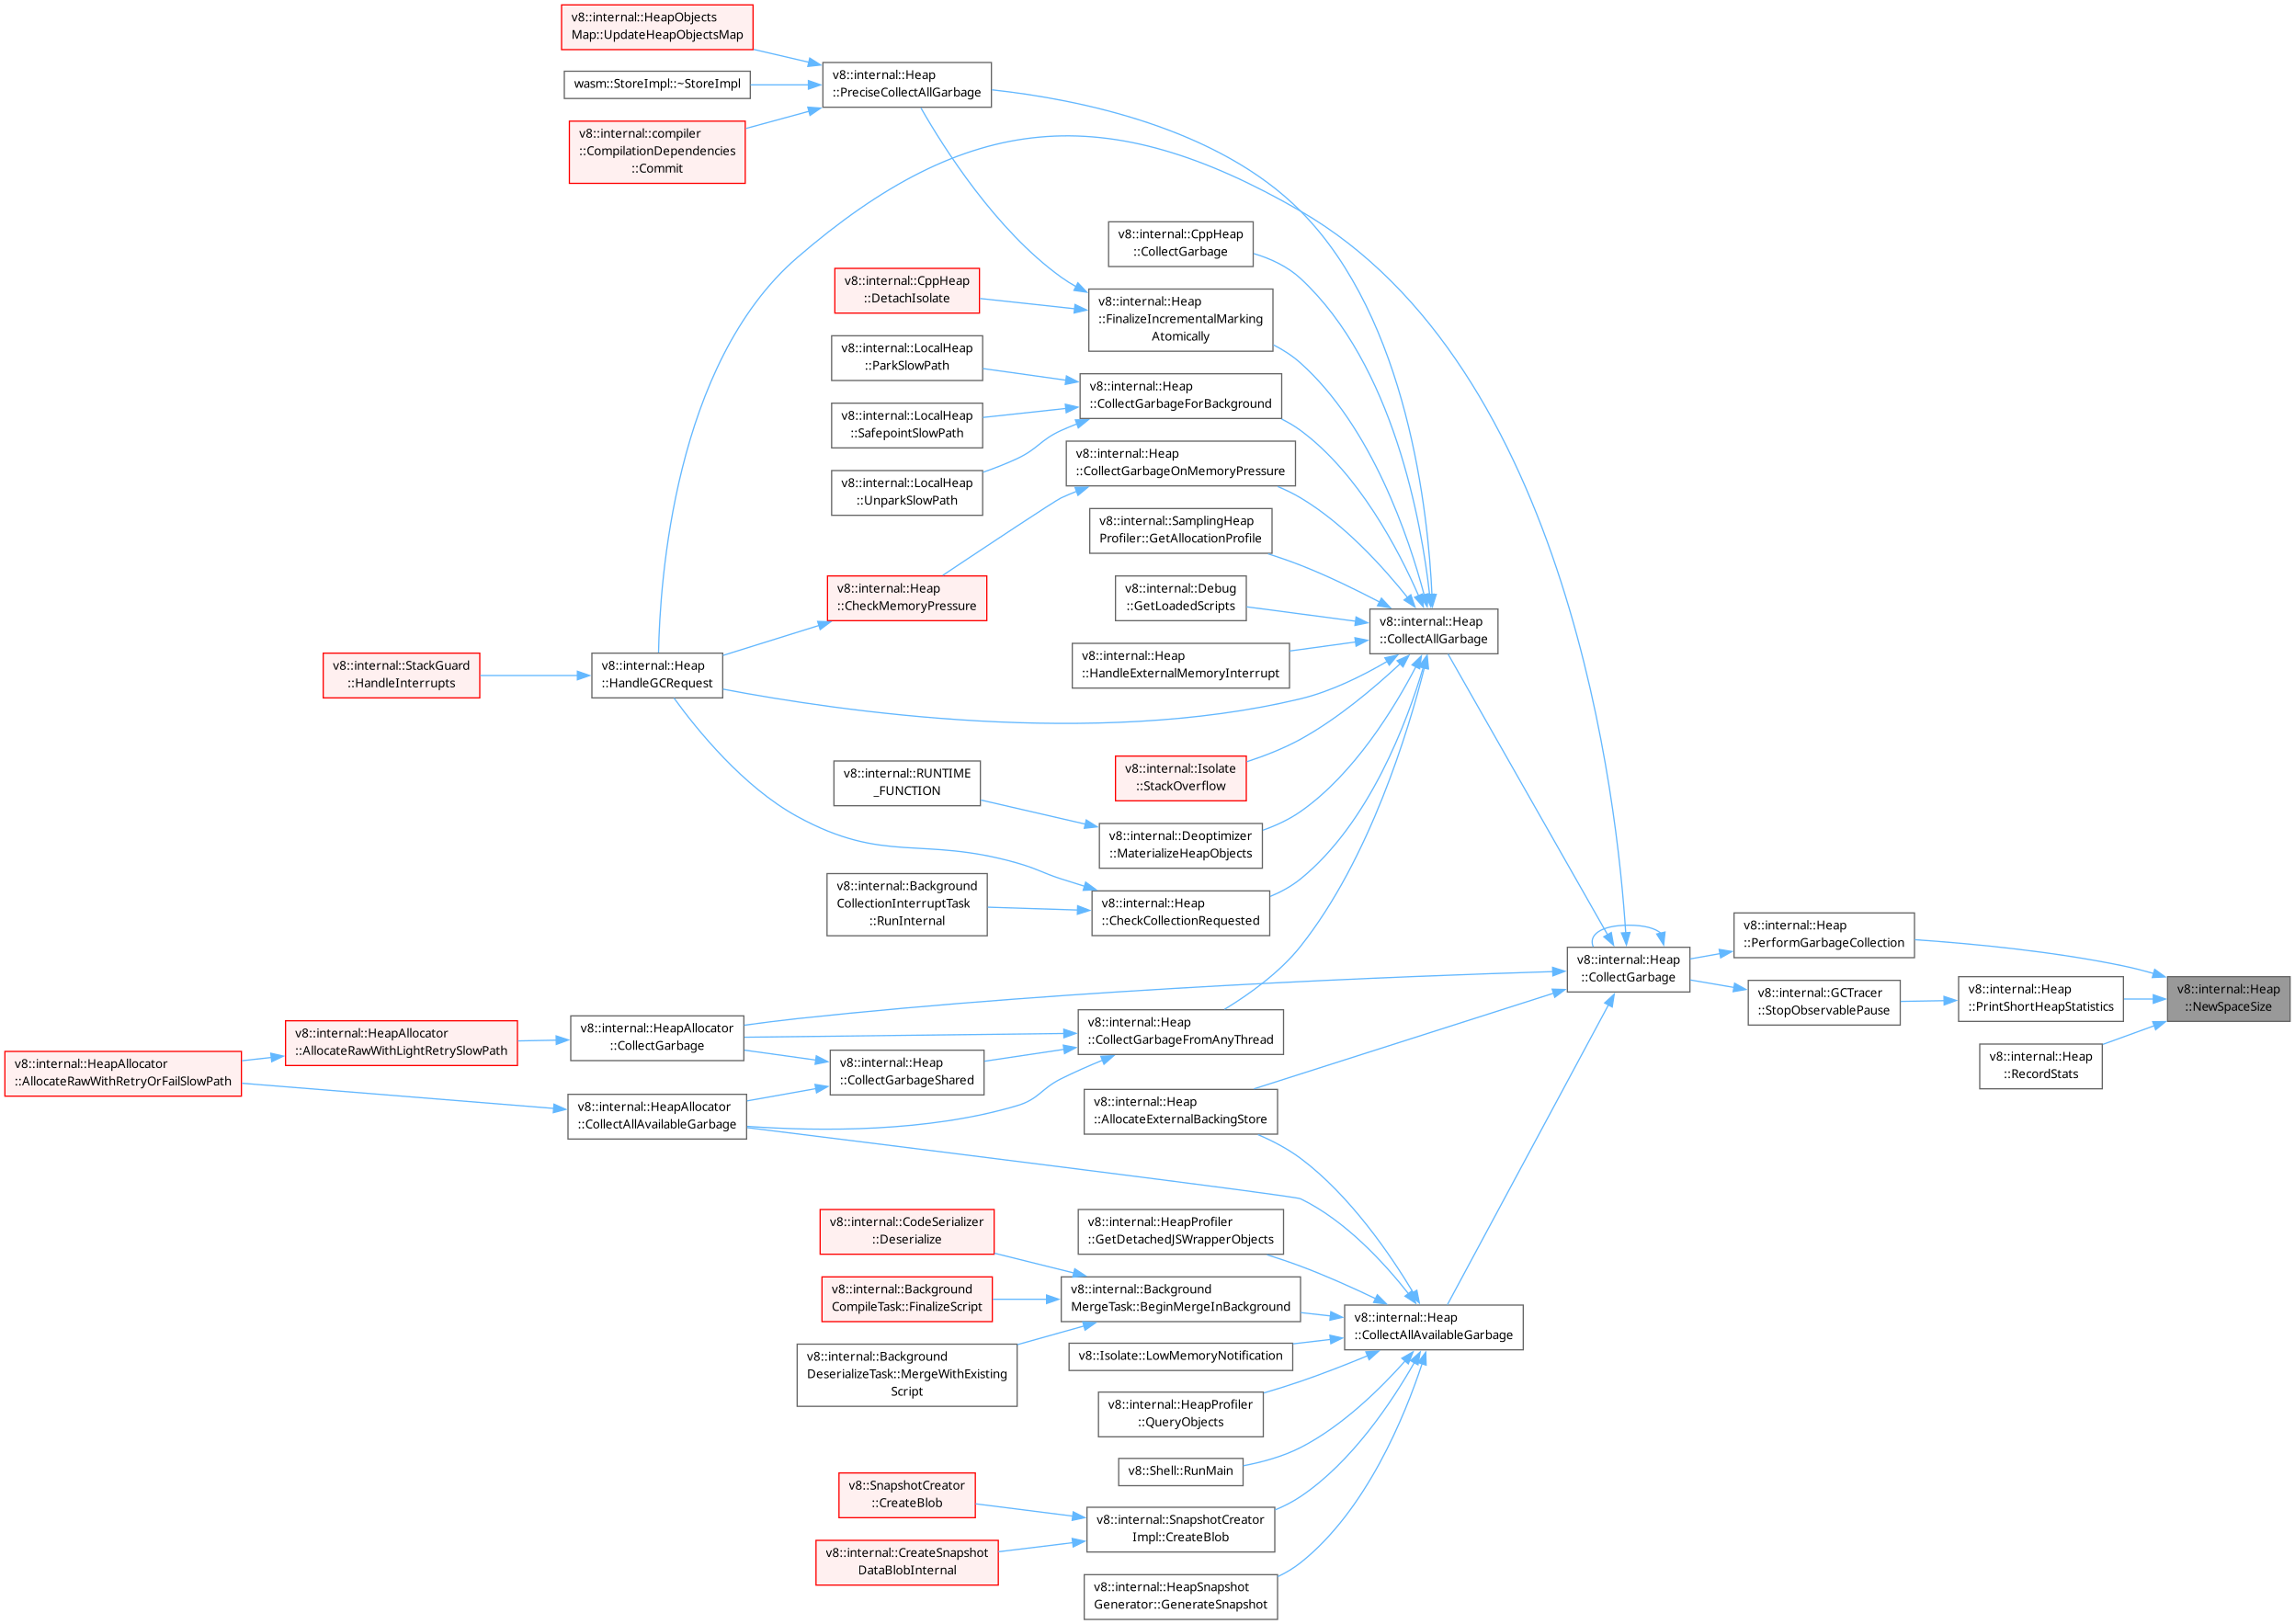 v8::internal::HeapObjects
Map::UpdateHeapObjectsMap
wasm::StoreImpl::~StoreImpl
v8::internal::compiler
::CompilationDependencies
::Commit
v8::internal::Heap
::PreciseCollectAllGarbage
v8::internal::CppHeap
::CollectGarbage
v8::internal::CppHeap
::DetachIsolate
v8::internal::Heap
::FinalizeIncrementalMarking
Atomically
v8::internal::LocalHeap
::ParkSlowPath
v8::internal::LocalHeap
::SafepointSlowPath
v8::internal::LocalHeap
::UnparkSlowPath
v8::internal::Heap
::CollectGarbageForBackground
v8::internal::Heap
::CollectGarbageOnMemoryPressure
v8::internal::SamplingHeap
Profiler::GetAllocationProfile
v8::internal::Heap
::CheckMemoryPressure
v8::internal::Debug
::GetLoadedScripts
v8::internal::Heap
::CollectAllGarbage
v8::internal::StackGuard
::HandleInterrupts
v8::internal::Heap
::HandleGCRequest
v8::internal::Heap
::HandleExternalMemoryInterrupt
v8::internal::Isolate
::StackOverflow
v8::internal::RUNTIME
_FUNCTION
v8::internal::Deoptimizer
::MaterializeHeapObjects
v8::internal::Background
CollectionInterruptTask
::RunInternal
v8::internal::Heap
::CheckCollectionRequested
v8::internal::Heap
::CollectGarbage
v8::internal::Heap
::PerformGarbageCollection
v8::internal::GCTracer
::StopObservablePause
v8::internal::Heap
::PrintShortHeapStatistics
v8::internal::Heap
::NewSpaceSize
v8::internal::Heap
::RecordStats
v8::internal::HeapAllocator
::AllocateRawWithRetryOrFailSlowPath
v8::internal::HeapAllocator
::AllocateRawWithLightRetrySlowPath
v8::internal::HeapAllocator
::CollectGarbage
v8::internal::Heap
::CollectGarbageShared
v8::internal::Heap
::CollectGarbageFromAnyThread
v8::internal::HeapAllocator
::CollectAllAvailableGarbage
v8::internal::Heap
::AllocateExternalBackingStore
v8::internal::CodeSerializer
::Deserialize
v8::internal::HeapProfiler
::GetDetachedJSWrapperObjects
v8::internal::Background
CompileTask::FinalizeScript
v8::internal::Background
MergeTask::BeginMergeInBackground
v8::internal::Heap
::CollectAllAvailableGarbage
v8::internal::Background
DeserializeTask::MergeWithExisting
Script
v8::Isolate::LowMemoryNotification
v8::internal::HeapProfiler
::QueryObjects
v8::Shell::RunMain
v8::SnapshotCreator
::CreateBlob
v8::internal::SnapshotCreator
Impl::CreateBlob
v8::internal::CreateSnapshot
DataBlobInternal
v8::internal::HeapSnapshot
Generator::GenerateSnapshot